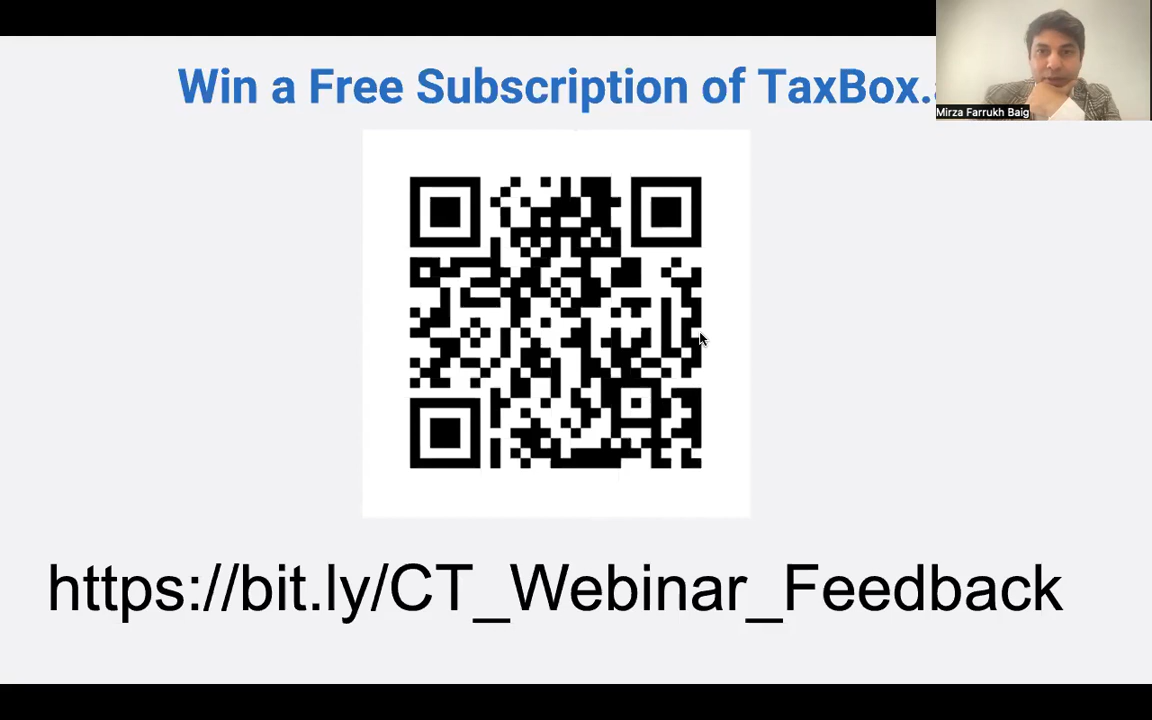 Win a Free Subscription of TaxBox.
Mirza Farrukh Baig
https://bit.ly/CT_Webinar_Feedback